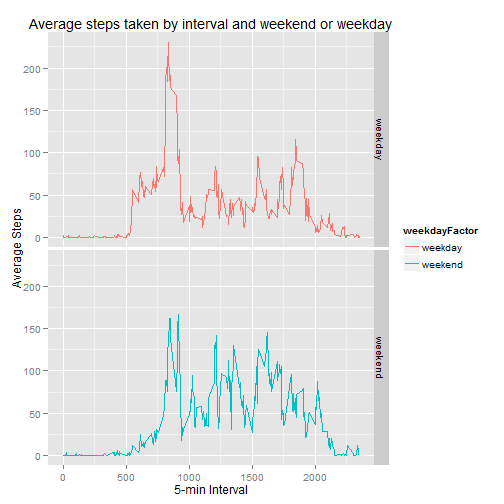 Average steps taken by interval and weekend or weekday
Average Steps
200
150
100
50
0
weekday
200
150
100
50
0
weekend
0 500 1000 1500 2000
5-min Interval
weekdayFactor
weekday
weekend